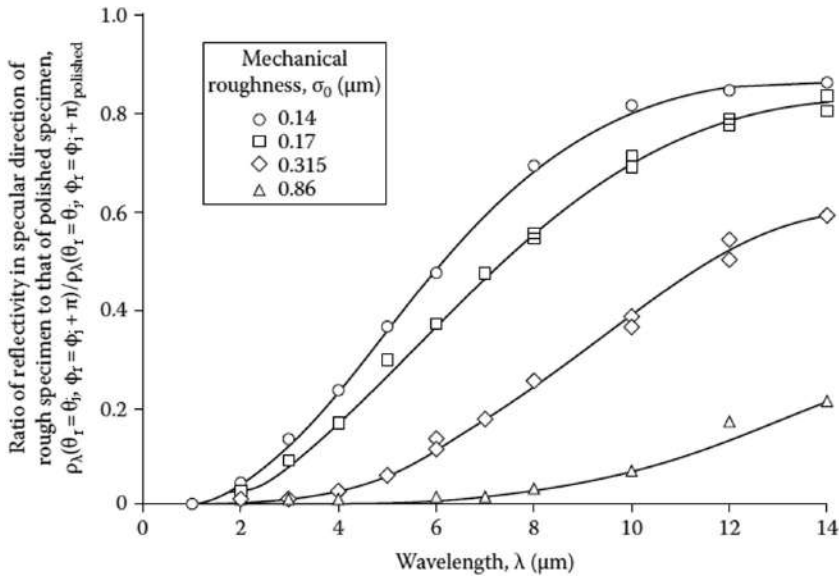 Ratio of reflectivity in specular direction of
rough specimen to that of polished specimen,
ρλ(θr = θi, ϕr = ϕi + π)/ρλ(θr = θi, ϕr = ϕi + π)polished
1.0
0.8
0.6
0.4
0.2
0
Mechanical
roughness, σ0 (μm)
0.14
0.17
0.315
0.86
0 2 4 6 8 10 12 14
Wavelength, λ (μm)